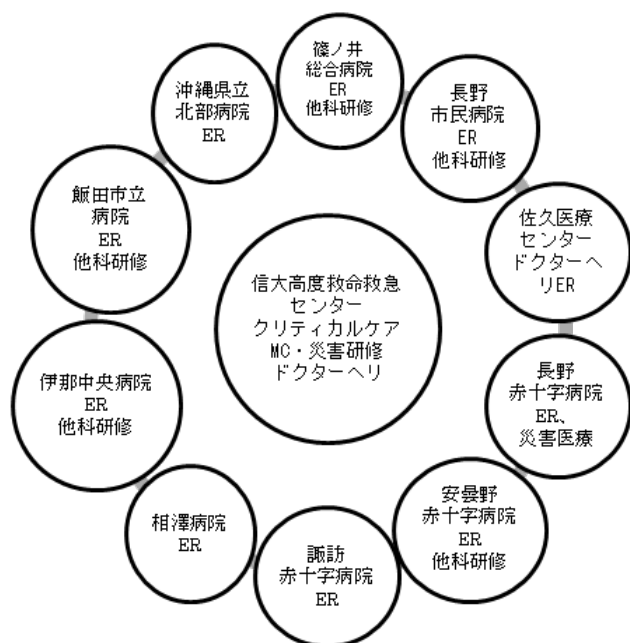 篠ノ井
総合病院
ER
他科研修
長野
市民病院
ER
他科研修
佐久医療
センター
ドクターヘ
リER
長野
赤十字病院
ER、
災害医療
安曇野
赤十字病院
ER
他科研修
諏訪
赤十字病院
ER
相澤病院
ER
伊那中央病院
ER
他科研修
飯田市立
病院
ER
他科研修
沖縄県立
北部病院
ER
信大高度救命救急
センター
クリティカルケア
MC・災害研修
ドクターヘリ